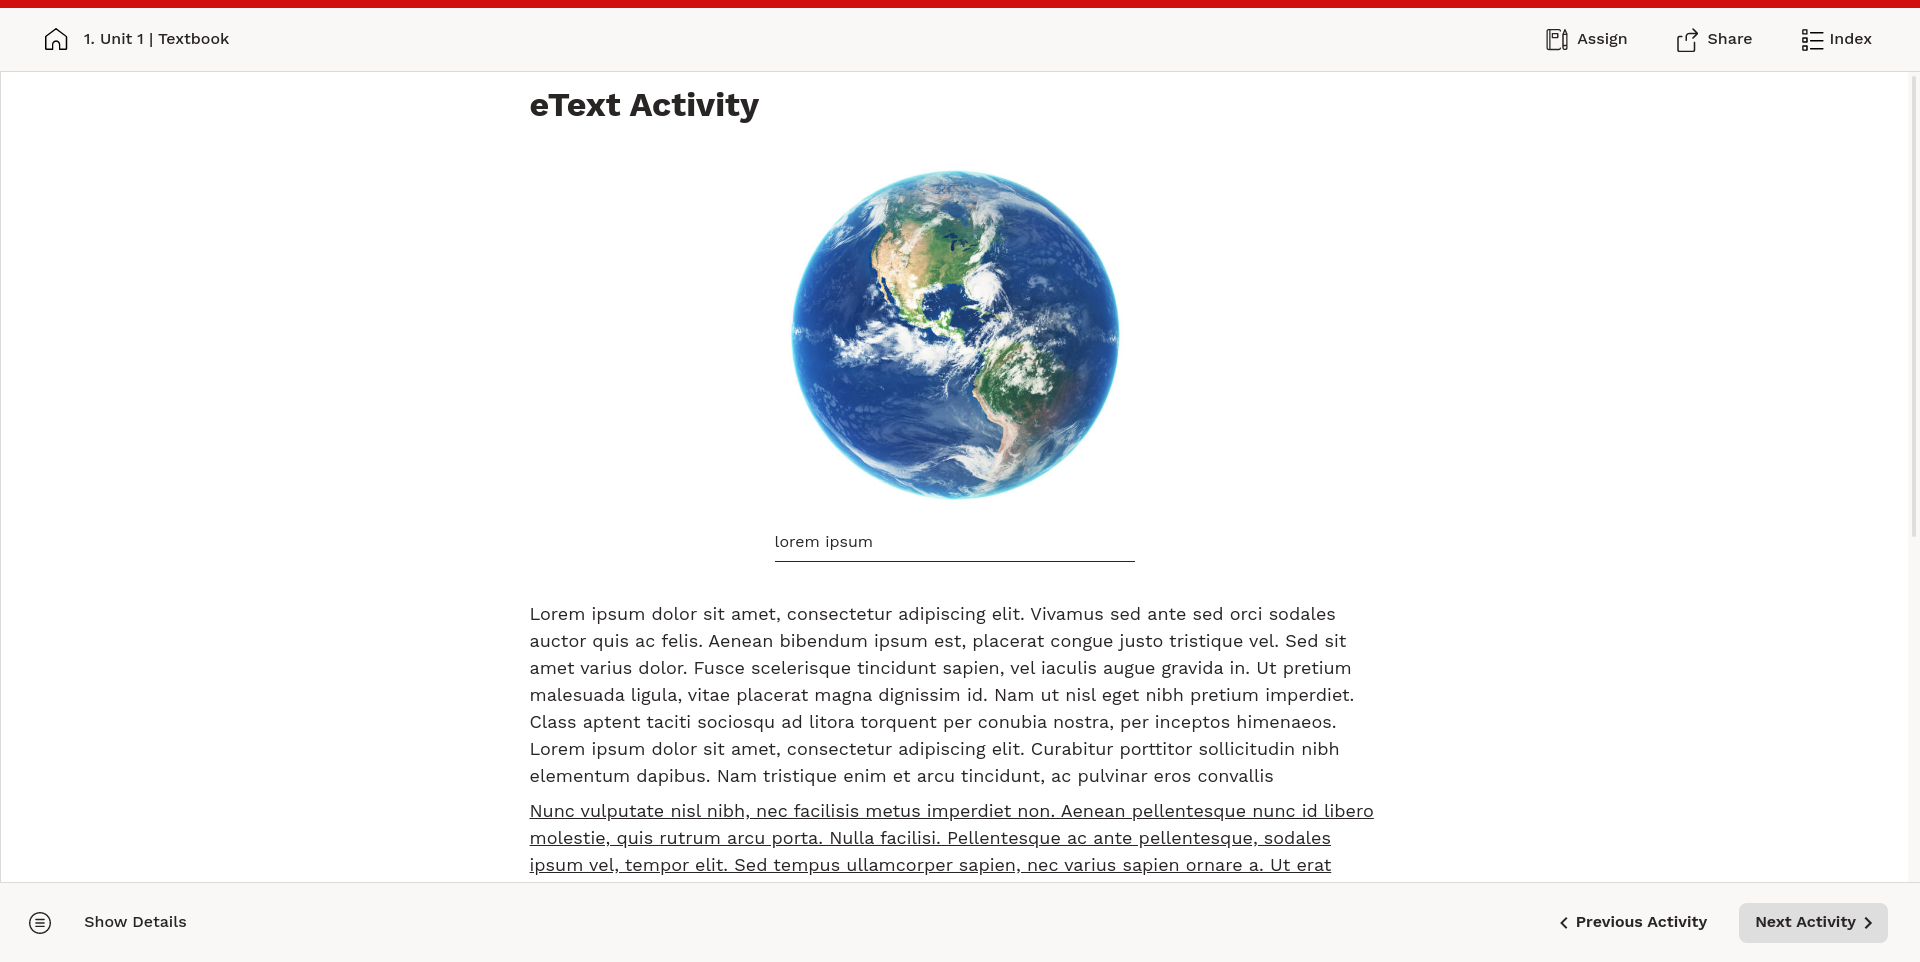 1. Unit 1 | Textbook
Assign
Share
Index
eText Activity
lorem ipsum
Lorem ipsum dolor sit amet, consectetur adipiscing elit. Vivamus sed ante sed orci sodales
auctor quis ac felis. Aenean bibendum ipsum est, placerat congue justo tristique vel. Sed sit
amet varius dolor. Fusce scelerisque tincidunt sapien, vel iaculis augue gravida in. Ut pretium
malesuada ligula, vitae placerat magna dignissim id. Nam ut nisl eget nibh pretium imperdiet.
Class aptent taciti sociosqu ad litora torquent per conubia nostra, per inceptos himenaeos.
Lorem ipsum dolor sit amet, consectetur adipiscing elit. Curabitur porttitor sollicitudin nibh
elementum dapibus. Nam tristique enim et arcu tincidunt, ac pulvinar eros convallis
Nunc vulputate nisl nibh, nec facilisis metus imperdiet non. Aenean pellentesque nunc id libero
molestie, quis rutrum arcu porta. Nulla facilisi. Pellentesque ac ante pellentesque, sodales
ipsum vel, tempor elit. Sed tempus ullamcorper sapien, nec varius sapien ornare a. Ut erat
Show Details
Previous Activity
Next Activity